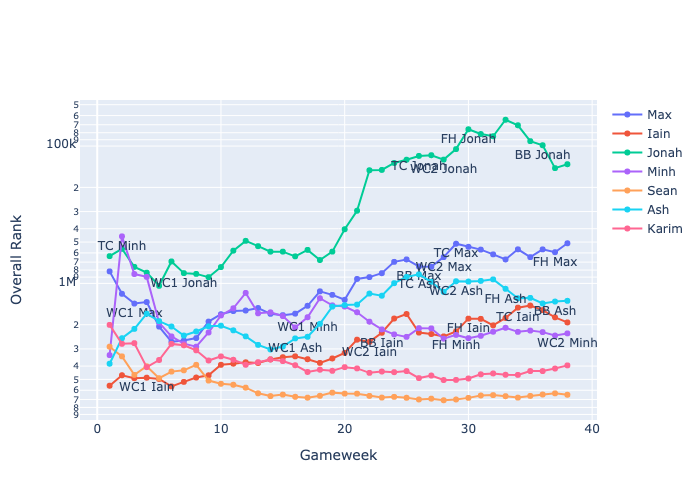 5
6
7
8
9
100k
2
3
4
5
6
7
8
9
1M
2
3
4
5
6
7
8
9
0
10
20
30
40
Gameweek
Overall Rank
TC Minh
WC1 Max
WC1 Iain
WC1 Jonah
WC1 Minh
WC1 Ash
WC2 Iain
BB Iain
TC Jonah
WC2 Jonah
FH Jonah
BB Jonah
TC Max
WC2 Max
BB Max
TC Ash
WC2 Ash
FH Ash
FH Max
BB Ash
TC Iain
FH Iain
FH Minh
WC2 Minh
Max
Iain
Jonah
Minh
Sean
Ash
Karim